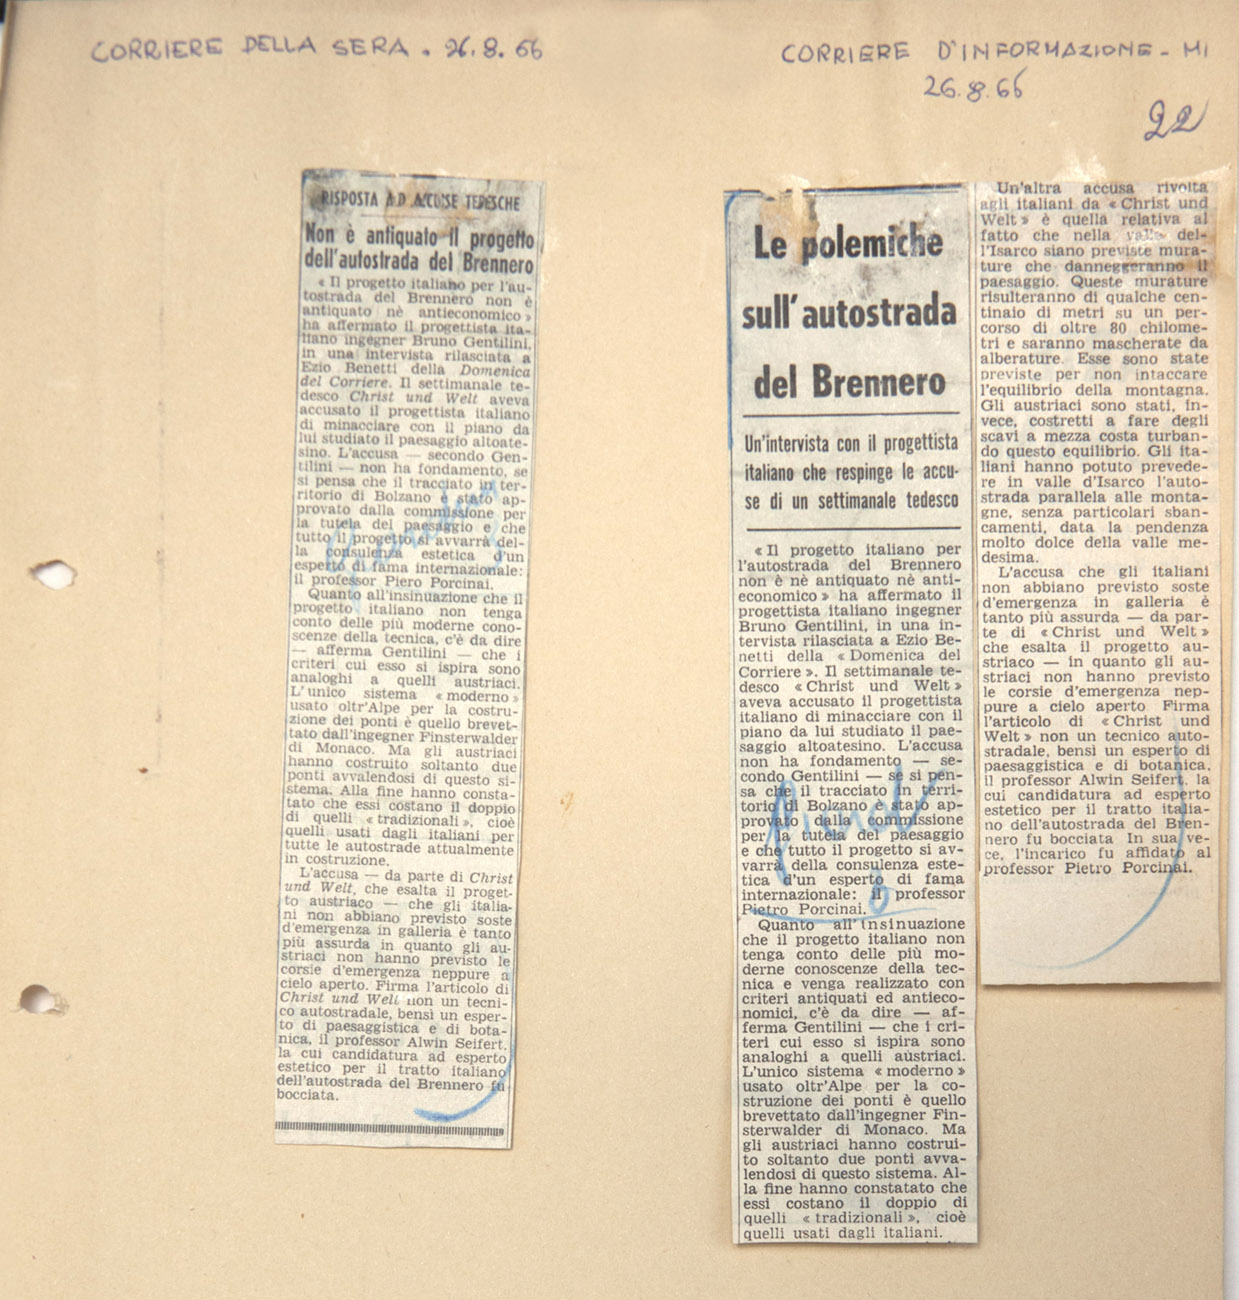 CORRIERE DELLA SERA. 26.8.66
CORRIERE D'INFORMAZIONE - MI
26.8.66
22
RISPOSTA AD ACCUSE TEDESCHE
Non è antiquato il progetto
dell'autostrada del Brennero
« Il progetto italiano per l'au-
tostrada del Brennero non è
antiquato nè antieconomico »
ha affermato il progettista ita-
liano ingegner Bruno Gentilini,
in una intervista rilasciata a
Ezio Benetti della Domenica
del Corriere. Il settimanale te-
desco Christ und Welt aveva
accusato il progettista italiano
di minacciare con il piano da
lui studiato il paesaggio altoate-
sino. L'accusa — secondo Gen-
tilini — non ha fondamento, se
si pensa che il tracciato in ter-
ritorio di Bolzano è stato ap-
provato dalla commissione per
la tutela del paesaggio e che
tutto il progetto si avvarrà del-
la consulenza estetica d'un
esperto di fama internazionale:
il professor Piero Porcinai.
Quanto all'insinuazione che il
progetto italiano non tenga
conto delle più moderne cono-
scenze della tecnica, c'è da dire
— afferma Gentilini — che i
criteri cui esso si ispira sono
analoghi a quelli austriaci.
L'unico sistema « moderno »
usato oltr'Alpe per la costru-
zione dei ponti è quello brevet-
tato dall'ingegner Finsterwalder
di Monaco. Ma gli austriaci
hanno costruito soltanto due
ponti avvalendosi di questo si-
stema. Alla fine hanno consta-
tato che essi costano il doppio
di quelli « tradizionali », cioè
quelli usati dagli italiani per
tutte le autostrade attualmente
in costruzione.
L'accusa — da parte di Christ
und Welt, che esalta il proget-
to austriaco — che gli italia-
ni non abbiano previsto soste
d'emergenza in galleria è tanto
più assurda in quanto gli au-
striaci non hanno previsto le
corsie d'emergenza neppure a
cielo aperto. Firma l'articolo di
Christ und Welt non un tecni-
co autostradale, bensì un esper-
to di paesaggistica e di bota-
nica, il professor Alwin Seifert,
la cui candidatura ad esperto
estetico per il tratto italiano
dell'autostrada del Brennero fu
bocciata.
Le polemiche
sull'autostrada
del Brennero
Un'intervista con il progettista
italiano che respinge le accu-
se di un settimanale tedesco
« Il progetto italiano per
l'autostrada del Brennero
non è nè antiquato nè anti-
economico » ha affermato il
progettista italiano ingegner
Bruno Gentilini, in una in-
tervista rilasciata a Ezio Be-
netti della « Domenica del
Corriere ». Il settimanale te-
desco « Christ und Welt »
aveva accusato il progettista
italiano di minacciare con il
piano da lui studiato il pae-
saggio altoatesino. L'accusa
non ha fondamento — se-
condo Gentilini — se si pen-
sa che il tracciato in terri-
torio di Bolzano è stato ap-
provato dalla commissione
per la tutela del paesaggio
e che tutto il progetto si av-
varrà della consulenza este-
tica d'un esperto di fama
internazionale: il professor
Pietro Porcinai.
Quanto all'insinuazione
che il progetto italiano non
tenga conto delle più mo-
derne conoscenze della tec-
nica e venga realizzato con
criteri antiquati ed antieco-
nomici, c'è da dire — af-
ferma Gentilini — che i cri-
teri cui esso si ispira sono
analoghi a quelli austriaci.
L'unico sistema « moderno »
usato oltr'Alpe per la co-
struzione dei ponti è quello
brevettato dall'ingegner Fin-
sterwalder di Monaco. Ma
gli austriaci hanno costrui-
to soltanto due ponti avva-
lendosi di questo sistema. Al-
la fine hanno constatato che
essi costano il doppio di
quelli « tradizionali », cioè
quelli usati dagli italiani.
Un'altra accusa rivolta
agli italiani da « Christ und
Welt » è quella relativa al
fatto che nella valle del-
l'Isarco siano previste mura-
ture che danneggeranno il
paesaggio. Queste murature
risulteranno di qualche cen-
tinaio di metri su un per-
corso di oltre 80 chilome-
tri e saranno mascherate da
alberature. Esse sono state
previste per non intaccare
l'equilibrio della montagna.
Gli austriaci sono stati, in-
vece, costretti a fare degli
scavi a mezza costa turban-
do questo equilibrio. Gli ita-
liani hanno potuto prevede-
re in valle d'Isarco l'auto-
strada parallela alle monta-
gne, senza particolari sban-
camenti, data la pendenza
molto dolce della valle me-
desima.
L'accusa che gli italiani
non abbiano previsto soste
d'emergenza in galleria è
tanto più assurda — da par-
te di « Christ und Welt »
che esalta il progetto au-
striaco — in quanto gli au-
striaci non hanno previsto
le corsie d'emergenza nep-
pure a cielo aperto Firma
l'articolo di « Christ und
Welt » non un tecnico auto-
stradale, bensì un esperto di
paesaggistica e di botanica,
il professor Alwin Seifert, la
cui candidatura ad esperto
estetico per il tratto italia-
no dell'autostrada del Bren-
nero fu bocciata In sua ve-
ce, l'incarico fu affidato al
professor Pietro Porcinai.